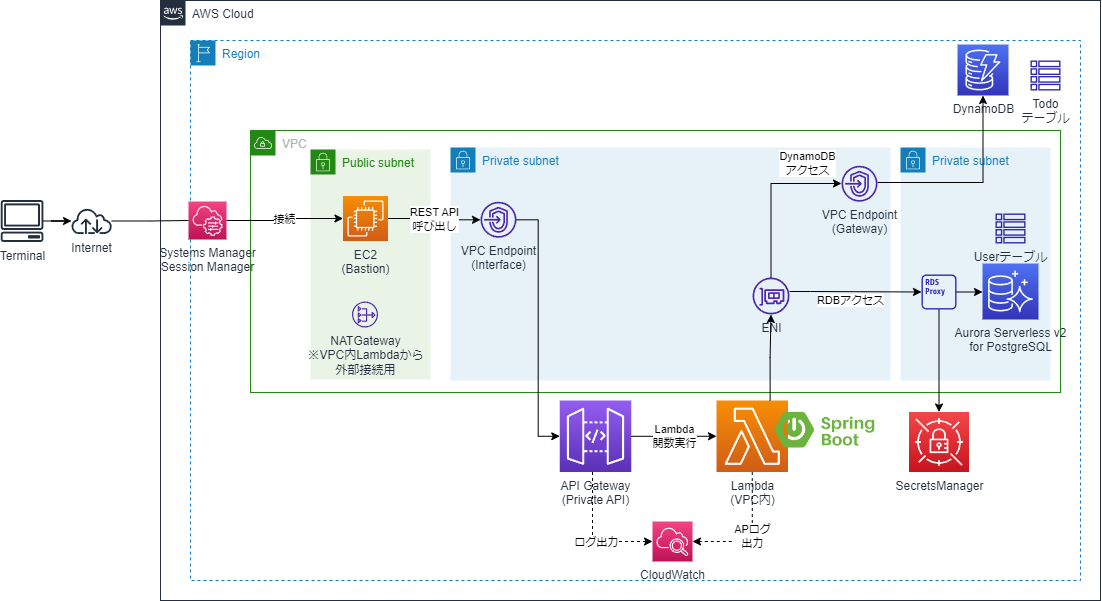 aws
AWS Cloud
Region
DynamoDB
Todo
テーブル
VPC
Public subnet
Private subnet
Private subnet
DynamoDB
アクセス
Terminal
Internet
Systems Manager
Session Manager
接続
EC2
(Bastion)
REST API
呼び出し
VPC Endpoint
(Interface)
VPC Endpoint
(Gateway)
Userテーブル
NATGateway
※VPC内Lambdaから
外部接続用
ENI
RDBアクセス
RDS
Proxy
Aurora Serverless v2
for PostgreSQL
API Gateway
(Private API)
Lambda
関数実行
Spring
Boot
Lambda
(VPC内)
SecretsManager
ログ出力
APログ
出力
CloudWatch